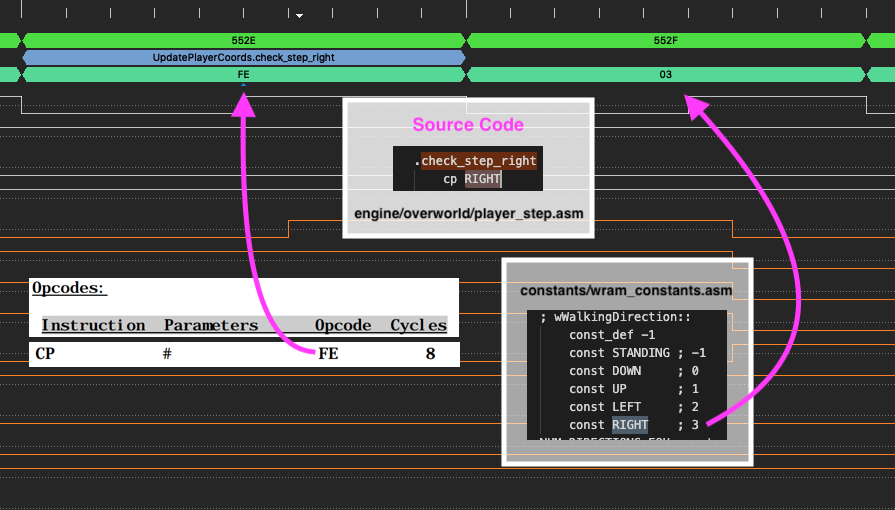 552E 552F
UpdatePlayerCoords.check_step_right
FE 03
Source Code
.check_step_right
cp RIGHT
engine/overworld/player_step.asm
Opcodes:
Instruction Parameters Opcode Cycles
CP # FE 8
constants/wram_constants.asm
; wWalkingDirection::
const_def -1
const STANDING ; -1
const DOWN ; 0
const UP ; 1
const LEFT ; 2
const RIGHT ; 3